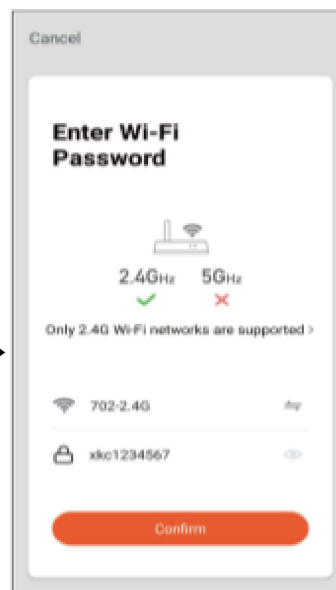 Cancel
Enter Wi-Fi
Password
2.4GHz 5GHz
Only 2.4G Wi-Fi networks are supported >
702-2.4G
xkc1234567
Confirm